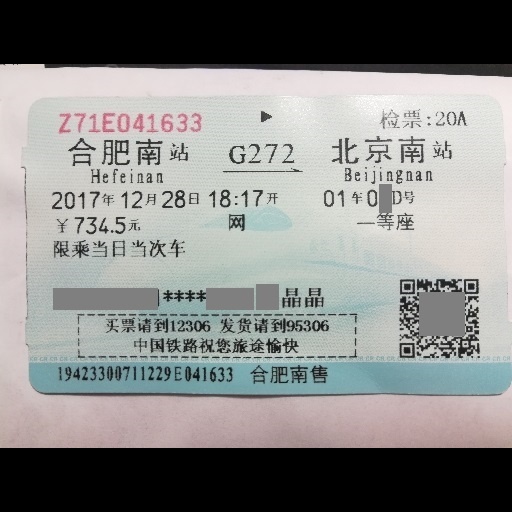 Z71E041633 检票:20A
合肥南站 G272 北京南站
Hefeinan Beijingnan
2017年12月28日18:17开 01车0D号
￥734.5元 网 一等座
限乘当日当次车
****晶晶
买票请到12306 发货请到95306
中国铁路祝您旅途愉快
19423300711229E041633 合肥南售